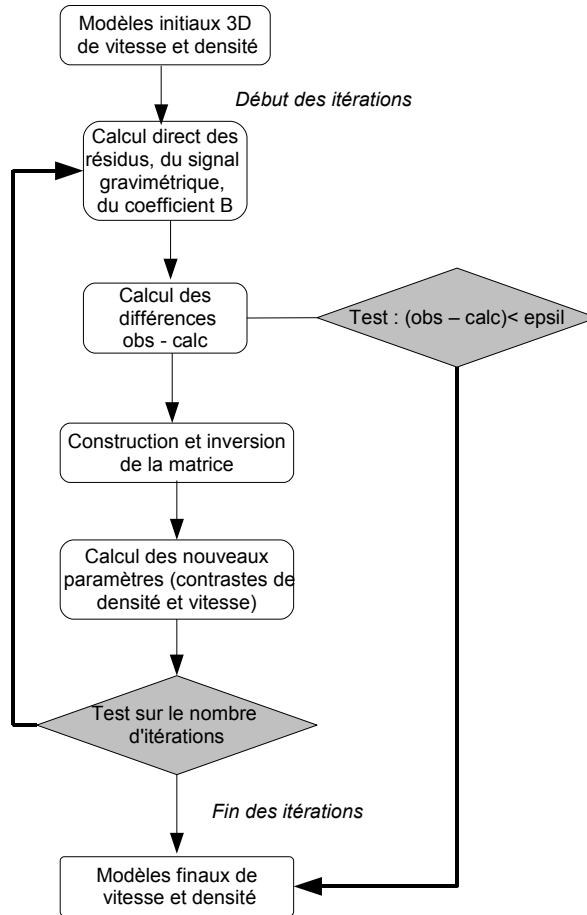 Modèles initiaux 3D
de vitesse et densité
Début des itérations
Calcul direct des
résidus, du signal
gravimétrique,
du coefficient B
Calcul des
différences
obs - calc
Test : (obs – calc)< epsil
Construction et inversion
de la matrice
Calcul des nouveaux
paramètres (contrastes de
densité et vitesse)
Test sur le nombre
d'itérations
Fin des itérations
Modèles finaux de
vitesse et densité